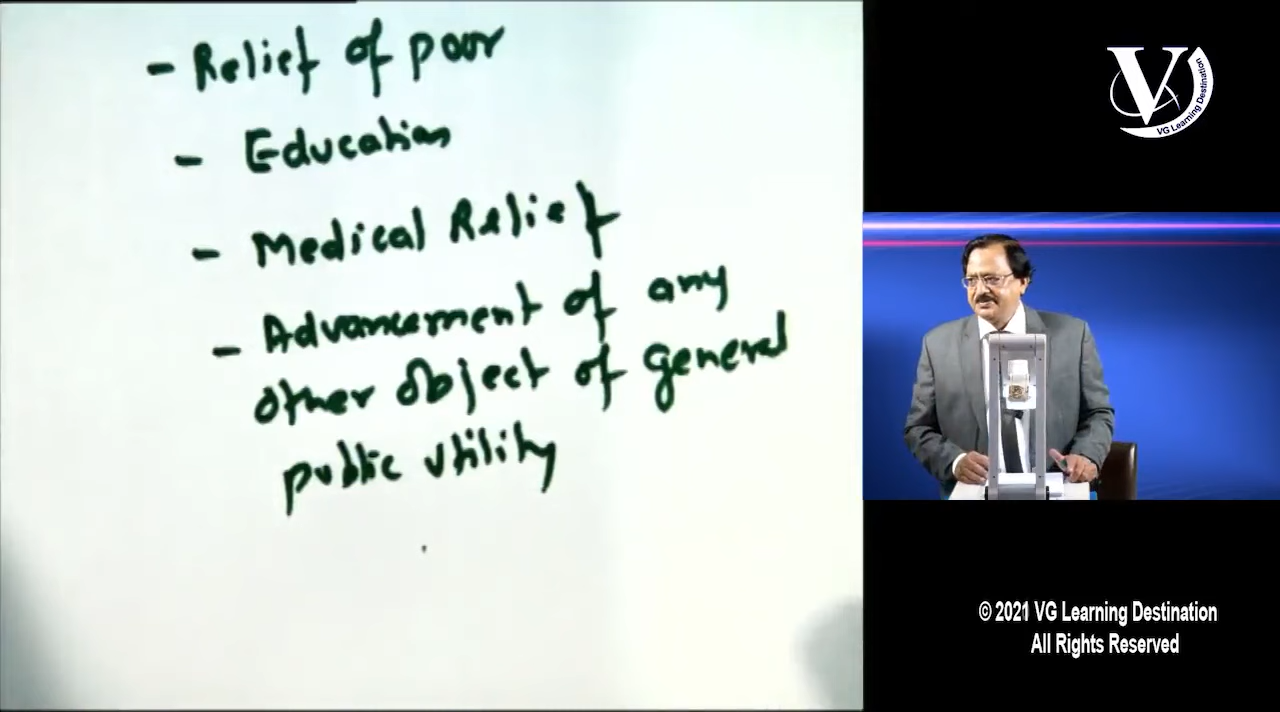 - Relief of poor
- Education
- Medical Relief
- Advancement of any
other object of general
public utility
V
VG Learning Destination
© 2021 VG Learning Destination
All Rights Reserved